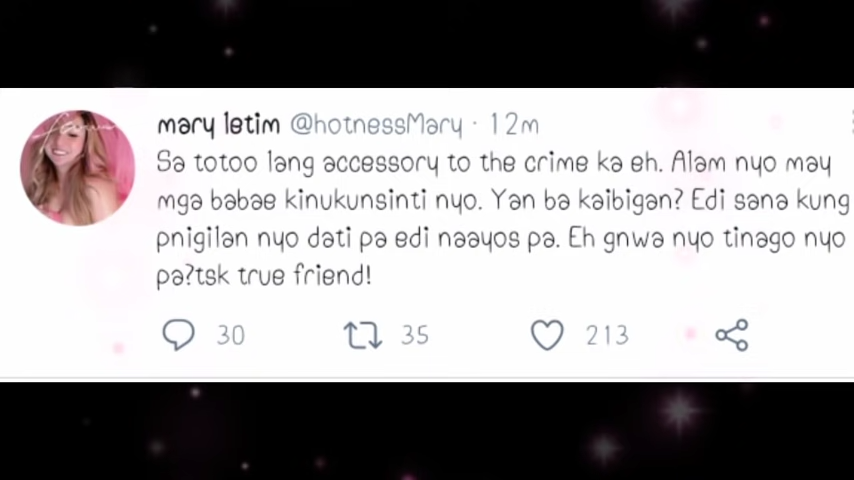 mary letim @hotnessMary · 12m
Sa totoo lang accessory to the crime ka eh. Alam nyo may
mga babae kinukunsinti nyo. Yan ba kaibigan? Edi sana kung
pnigilan nyo dati pa edi naayos pa. Eh gnwa nyo tinago nyo
pa?tsk true friend!
30 35 213